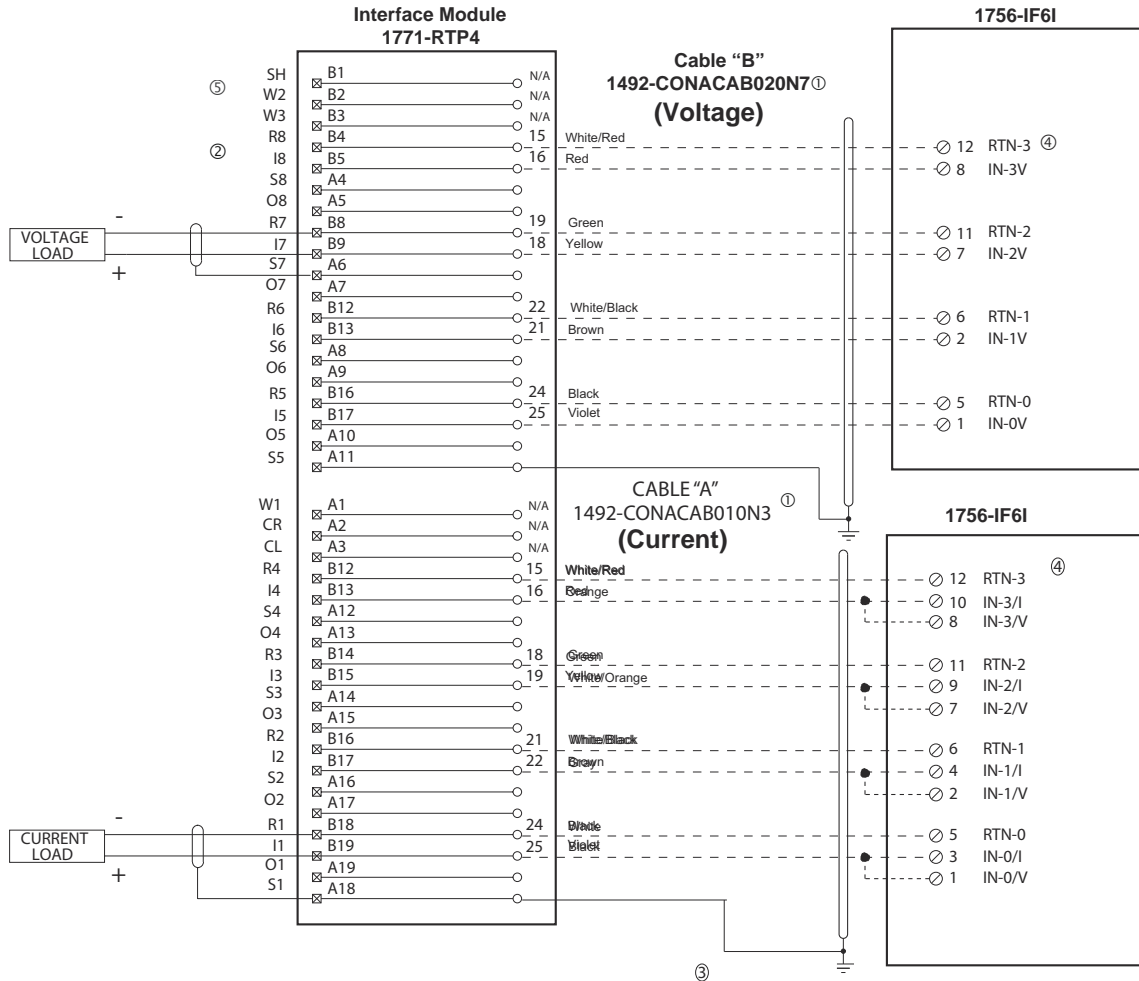 Interface Module
1771-RTP4
1756-IF6I
Cable “B”
1492-CONACAB020N7①
(Voltage)
⑤
②
SH B1 N/A
W2 B2 N/A
W3 B3 N/A
R8 B4 15 White/Red 12 RTN-3 ④
I8 B5 16 Red 8 IN-3V
S8 A4
O8 A5
R7 B8 19 Green 11 RTN-2
I7 B9 18 Yellow 7 IN-2V
S7 A6
O7 A7
R6 B12 22 White/Black 6 RTN-1
I6 B13 21 Brown 2 IN-1V
S6 A8
O6 A9
R5 B16 24 Black 5 RTN-0
I5 B17 25 Violet 1 IN-0V
O5 A10
S5 A11
-
VOLTAGE
LOAD
+
CABLE “A”
1492-CONACAB010N3 ①
(Current)
1756-IF6I
W1 A1 N/A
CR A2 N/A
CL A3 N/A
R4 B12 15 White/Red 12 RTN-3 ④
I4 B13 16 10 IN-3/I
S4 A12 8 IN-3/V
O4 A13
R3 B14 18 Green 11 RTN-2
I3 B15 19 White/Orange 9 IN-2/I
S3 A14 7 IN-2/V
O3 A15
R2 B16 21 White/Black 6 RTN-1
I2 B17 22 4 IN-1/I
S2 A16 2 IN-1/V
O2 A17
R1 B18 24 5 RTN-0
I1 B19 25 3 IN-0/I
O1 A19 1 IN-0/V
S1 A18
-
CURRENT
LOAD
+
③